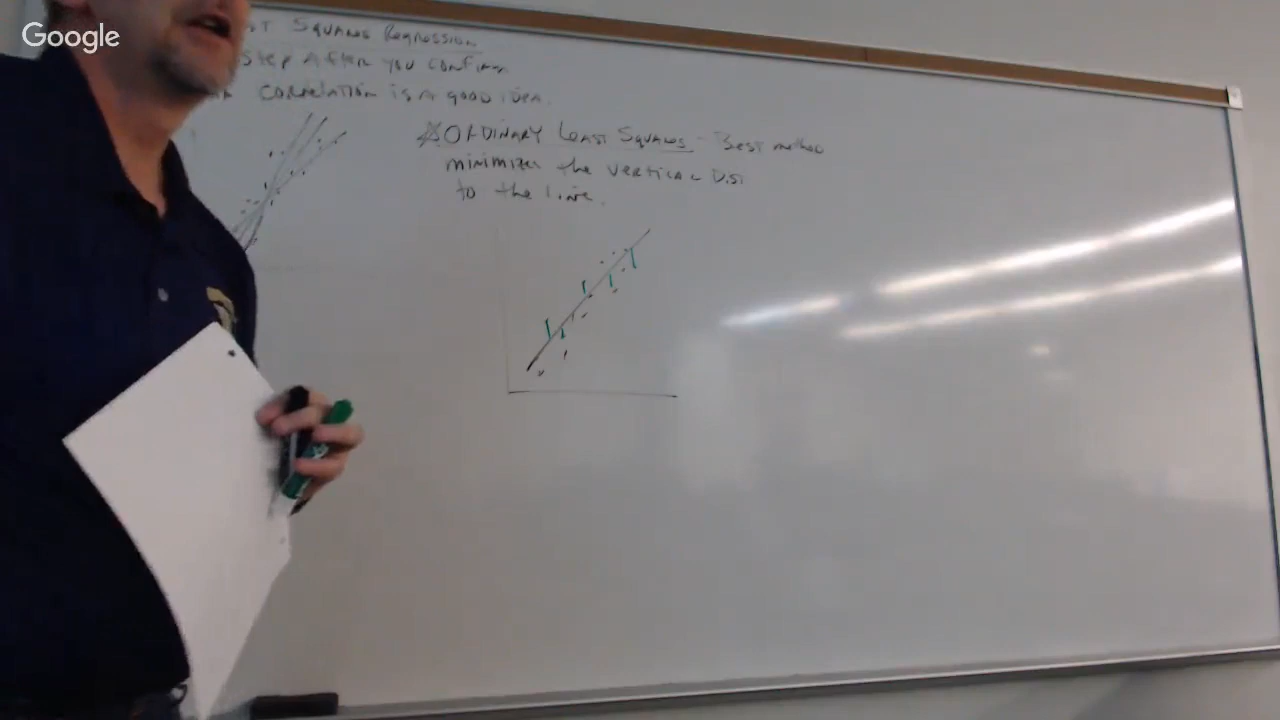 Google
ST SQUARES REGRESSION
STEP AFTER YOU CONFIRM
CORRELATION IS A GOOD IDEA.
ORDINARY LEAST SQUARES - BEST method
minimizes the VERTICAL DIST
to the line.